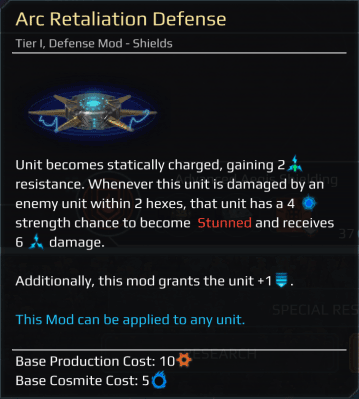 Arc Retaliation Defense
Tier I, Defense Mod - Shields
Unit becomes statically charged, gaining 2
resistance. Whenever this unit is damaged by an
enemy unit within 2 hexes, that unit has a 4
strength chance to become Stunned and receives
6 damage.
Additionally, this mod grants the unit +1 .
This Mod can be applied to any unit.
Base Production Cost: 10
Base Cosmite Cost: 5